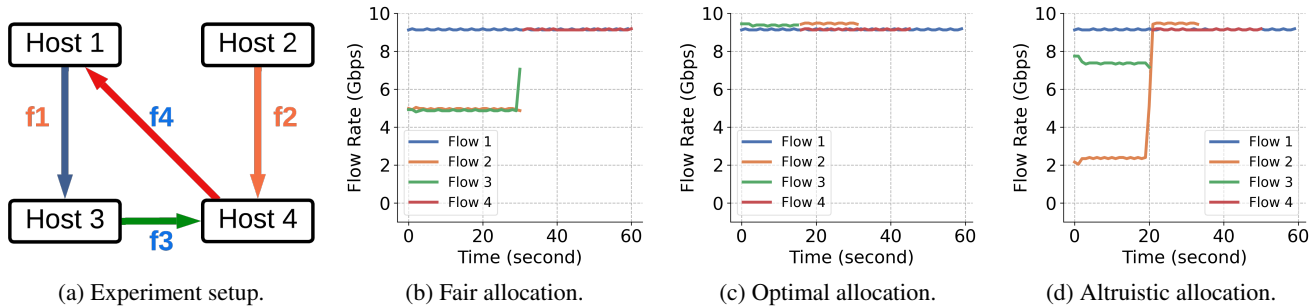 Host 1
Host 2
f1
f4
f2
Host 3
Host 4
f3
(a) Experiment setup.
10
8
6
4
2
0
Flow Rate (Gbps)
Flow 1
Flow 2
Flow 3
Flow 4
0
20
40
60
Time (second)
(b) Fair allocation.
10
8
6
4
2
0
Flow Rate (Gbps)
Flow 1
Flow 2
Flow 3
Flow 4
0
20
40
60
Time (second)
(c) Optimal allocation.
10
8
6
4
2
0
Flow Rate (Gbps)
Flow 1
Flow 2
Flow 3
Flow 4
0
20
40
60
Time (second)
(d) Altruistic allocation.